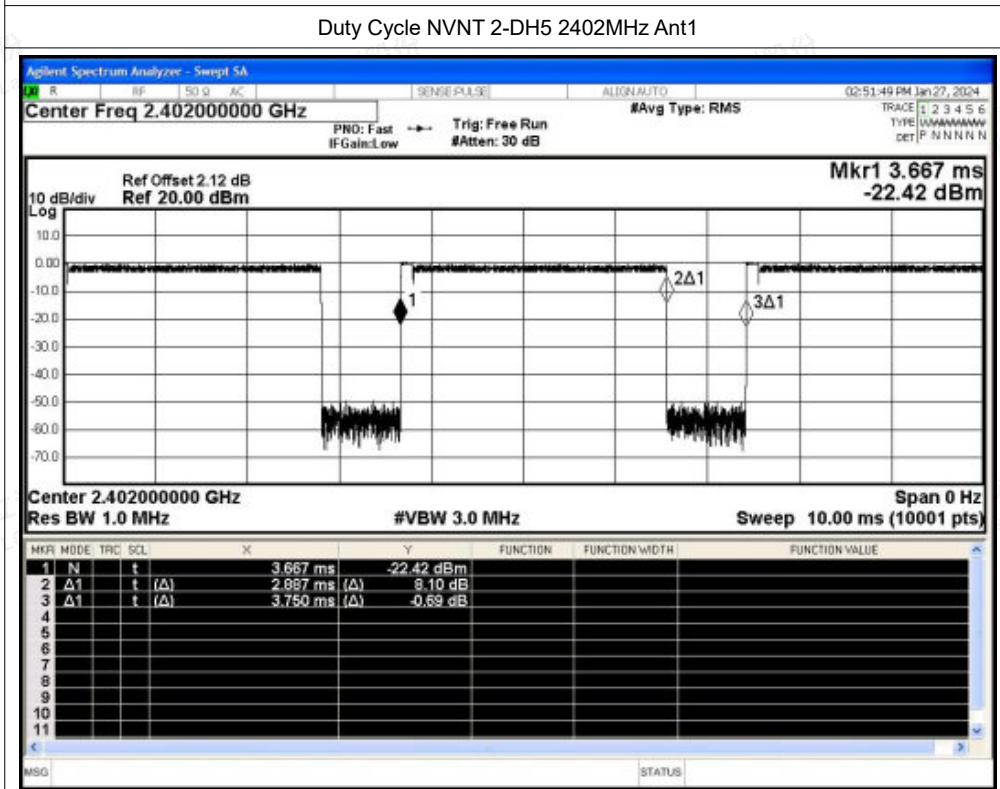 Duty Cycle NVNT 2-DH5 2402MHz Ant1
Agilent Spectrum Analyzer - Swept SA
R RF 50 Ω AC SENSE:PULSE ALIGNAUTO 02:51:49 PM Jan 27, 2024
Center Freq 2.402000000 GHz #Avg Type: RMS TRACE 1 2 3 4 5 6
PNO: Fast Trig: Free Run TYPE
IFGain:Low #Atten: 30 dB DET P N N N N N
Mkr1 3.667 ms
Ref Offset 2.12 dB
10 dB/div Ref 20.00 dBm -22.42 dBm
Log
10.0
0.00
2Δ1
-10.0
1 3Δ1
-20.0
-30.0
-40.0
-50.0
-60.0
-70.0
Center 2.402000000 GHz Span 0 Hz
Res BW 1.0 MHz #VBW 3.0 MHz Sweep 10.00 ms (10001 pts)
MKR MODE TRC SCL X Y FUNCTION FUNCTION WIDTH FUNCTION VALUE
1 N t 3.667 ms -22.42 dBm
2 Δ1 t (Δ) 2.887 ms (Δ) 8.10 dB
3 Δ1 t (Δ) 3.750 ms (Δ) -0.69 dB
4
5
6
7
8
9
10
11
MSG STATUS